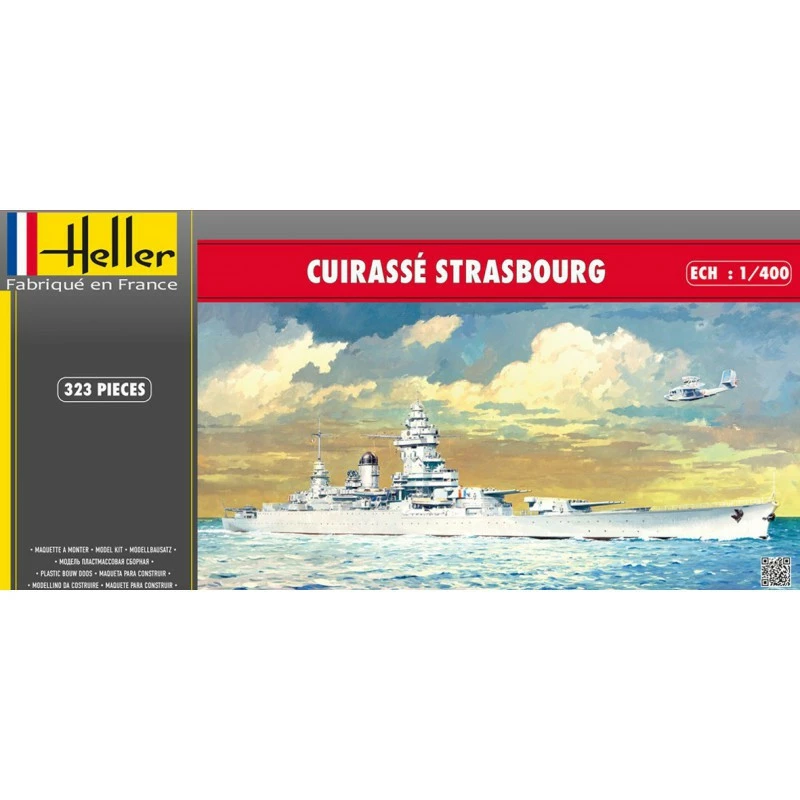 Heller
Fabriqué en France
CUIRASSÉ STRASBOURG
ECH : 1/400
323 PIECES
• MAQUETTE A MONTER • MODEL KIT • MODELLBAUSATZ •
• МОДЕЛЬ ПЛАСТМАССОВАЯ СБОРНАЯ •
• PLASTIC BOUW DOOS • MAQUETA PARA CONSTRUIR •
• MODELLINO DA COSTRUIRE • MAQUETE PARA CONSTRUIR